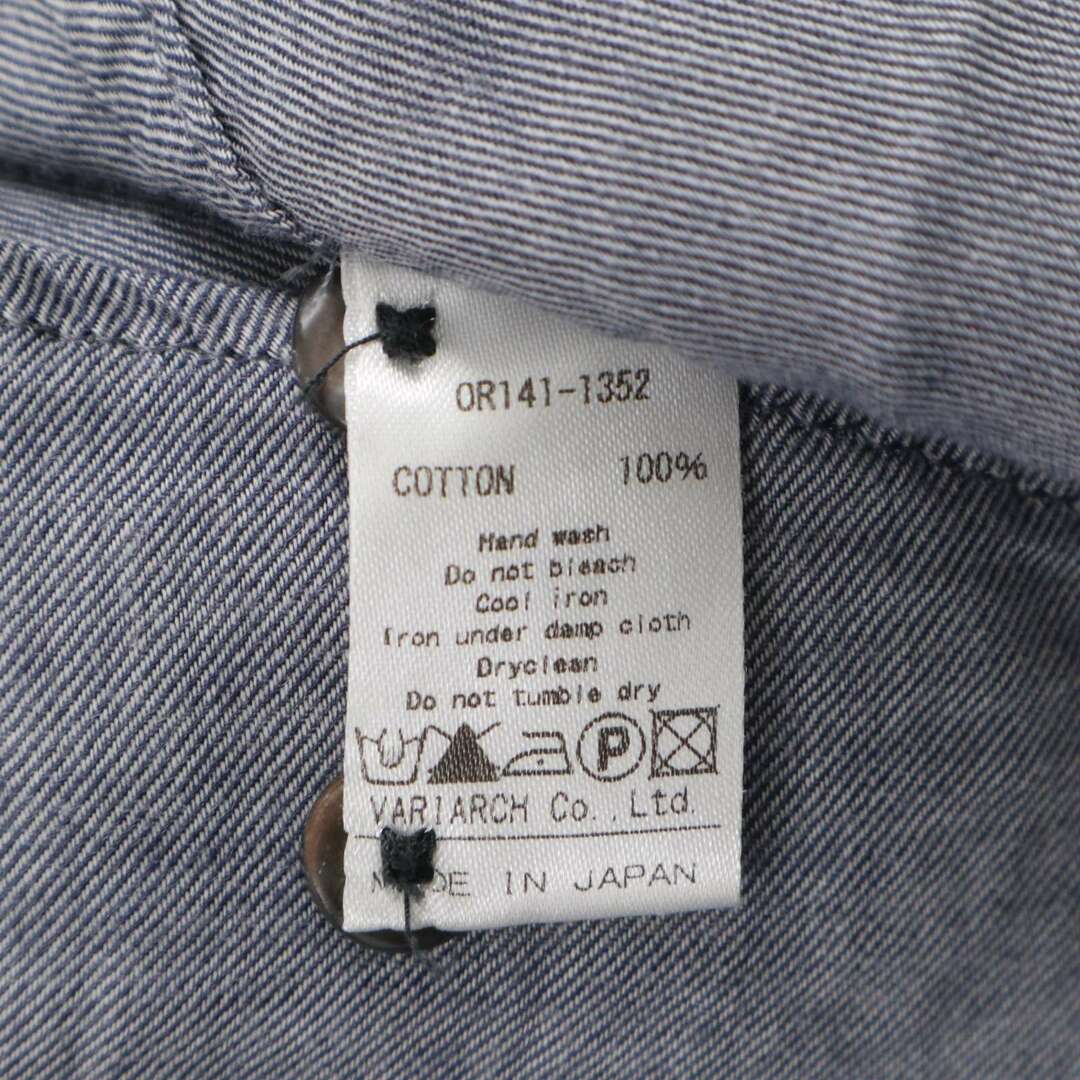 OR141-1352
COTTON 100%
Hand wash
Do not bleach
Cool iron
Iron under damp cloth
Dryclean
Do not tumble dry
P
VARIARCH Co., Ltd.
MADE IN JAPAN